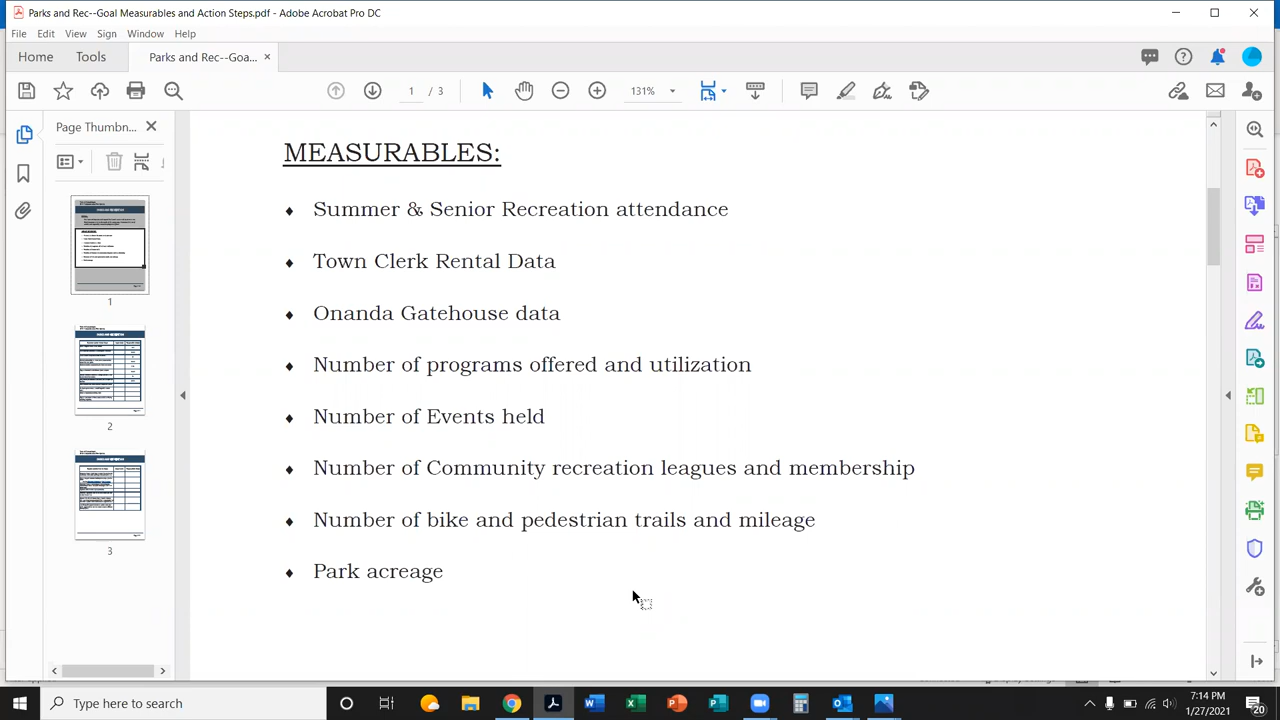 Parks and Rec--Goal Measurables and Action Steps.pdf - Adobe Acrobat Pro DC
File Edit View Sign Window Help
Home Tools Parks and Rec--Goa... ×
1 / 3 131%
Page Thumbn...
MEASURABLES:
♦ Summer & Senior Recreation attendance
♦ Town Clerk Rental Data
♦ Onanda Gatehouse data
♦ Number of programs offered and utilization
♦ Number of Events held
♦ Number of Community recreation leagues and membership
♦ Number of bike and pedestrian trails and mileage
♦ Park acreage
1
2
3
Type here to search
7:14 PM
1/27/2021
20